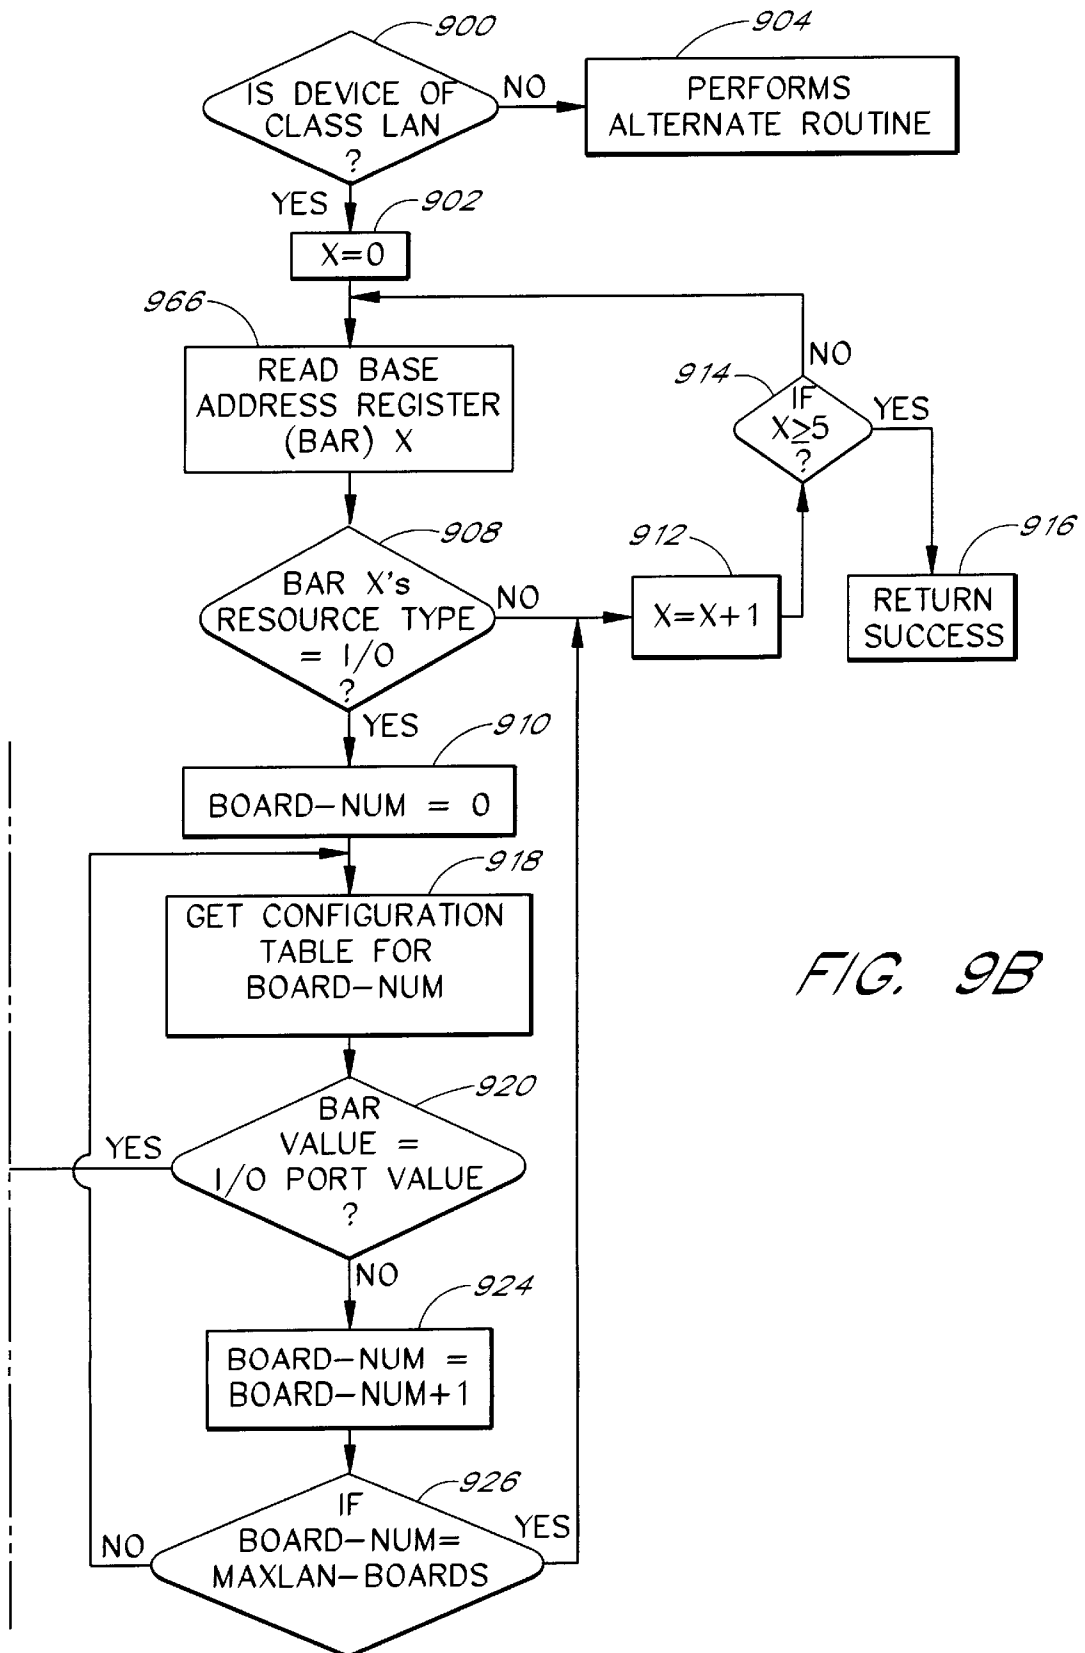 900
IS DEVICE OF
CLASS LAN
?
NO
904
PERFORMS
ALTERNATE ROUTINE
YES
902
X=0
966
READ BASE
ADDRESS REGISTER
(BAR) X
914
NO
IF
X≥5
?
YES
908
BAR X's
RESOURCE TYPE
= I/O
?
NO
912
X=X+1
916
RETURN
SUCCESS
YES
910
BOARD-NUM = 0
918
GET CONFIGURATION
TABLE FOR
BOARD-NUM
FIG. 9B
920
BAR
VALUE =
I/O PORT VALUE
?
YES
NO
924
BOARD-NUM =
BOARD-NUM+1
926
IF
BOARD-NUM=
MAXLAN-BOARDS
NO
YES